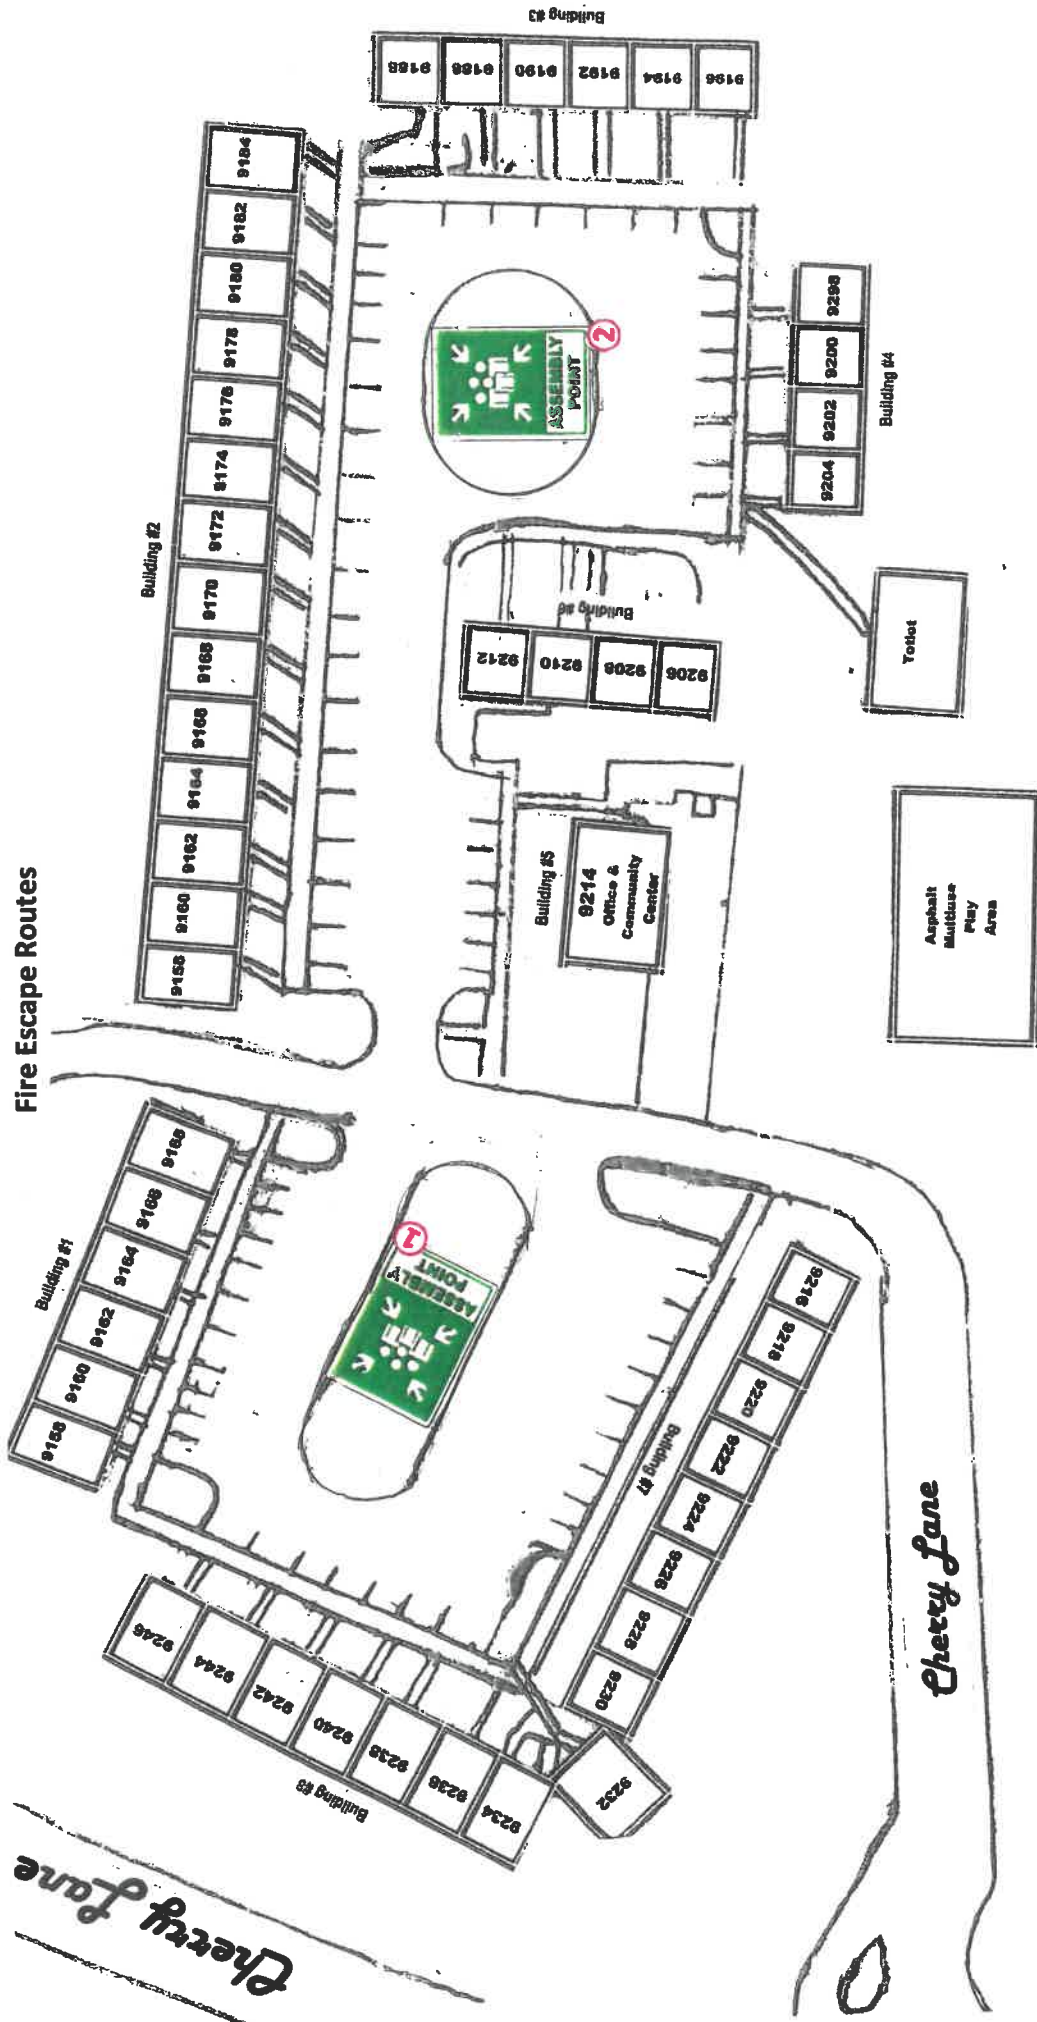 Fire Escape Routes
Building #1
9158
9160
9162
9164
9166
9168
Building #2
9158
9160
9162
9164
9168
9168
9170
9172
9174
9176
9178
9180
9182
9184
Building #3
9188
9188
9190
9192
9194
9196
Building #4
9204
9202
9200
9298
Building #5
9214
Office &
Community
Center
Building #6
9212
9210
9208
9206
Building #7
9216
9218
9220
9222
9224
9226
9228
9230
9232
Building #8
9234
9236
9238
9240
9242
9244
9246
ASSEMBLY
POINT
1
ASSEMBLY
POINT
2
Totlot
Asphalt
Multiuse
Play
Area
Cherry Lane
Cherry Lane